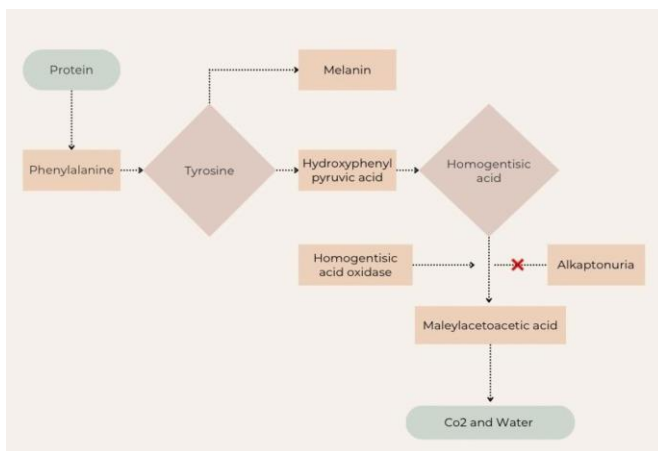 Protein
Melanin
Phenylalanine
Tyrosine
Hydroxyphenyl
pyruvic acid
Homogentisic
acid
Homogentisic
acid oxidase
Alkaptonuria
Maleylacetoacetic acid
Co2 and Water